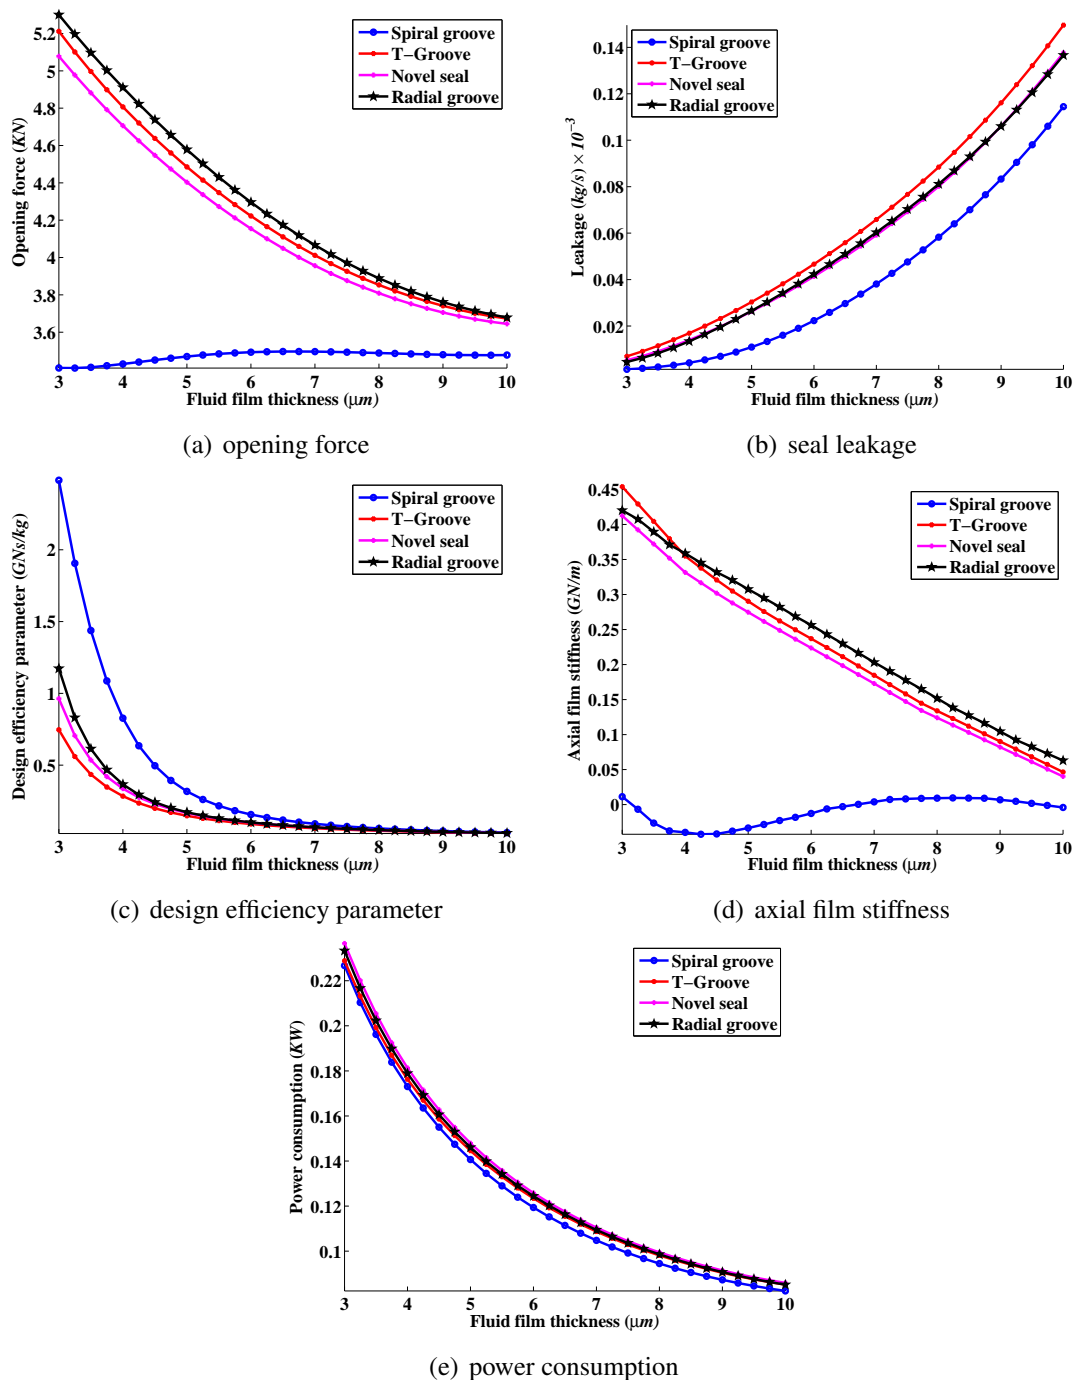 5.2
5
4.8
4.6
4.4
4.2
4
3.8
3.6
Opening force (KN)
Spiral groove
T-Groove
Novel seal
Radial groove
3 4 5 6 7 8 9 10
Fluid film thickness (μm)
(a) opening force
0.14
0.12
0.1
0.08
0.06
0.04
0.02
Leakage (kg/s) × 10⁻³
Spiral groove
T-Groove
Novel seal
Radial groove
3 4 5 6 7 8 9 10
Fluid film thickness (μm)
(b) seal leakage
2
1.5
1
0.5
Design efficiency parameter (GNs/kg)
Spiral groove
T-Groove
Novel seal
Radial groove
3 4 5 6 7 8 9 10
Fluid film thickness (μm)
(c) design efficiency parameter
0.45
0.4
0.35
0.3
0.25
0.2
0.15
0.1
0.05
0
Axial film stiffness (GN/m)
Spiral groove
T-Groove
Novel seal
Radial groove
3 4 5 6 7 8 9 10
Fluid film thickness (μm)
(d) axial film stiffness
0.22
0.2
0.18
0.16
0.14
0.12
0.1
Power consumption (KW)
Spiral groove
T-Groove
Novel seal
Radial groove
3 4 5 6 7 8 9 10
Fluid film thickness (μm)
(e) power consumption